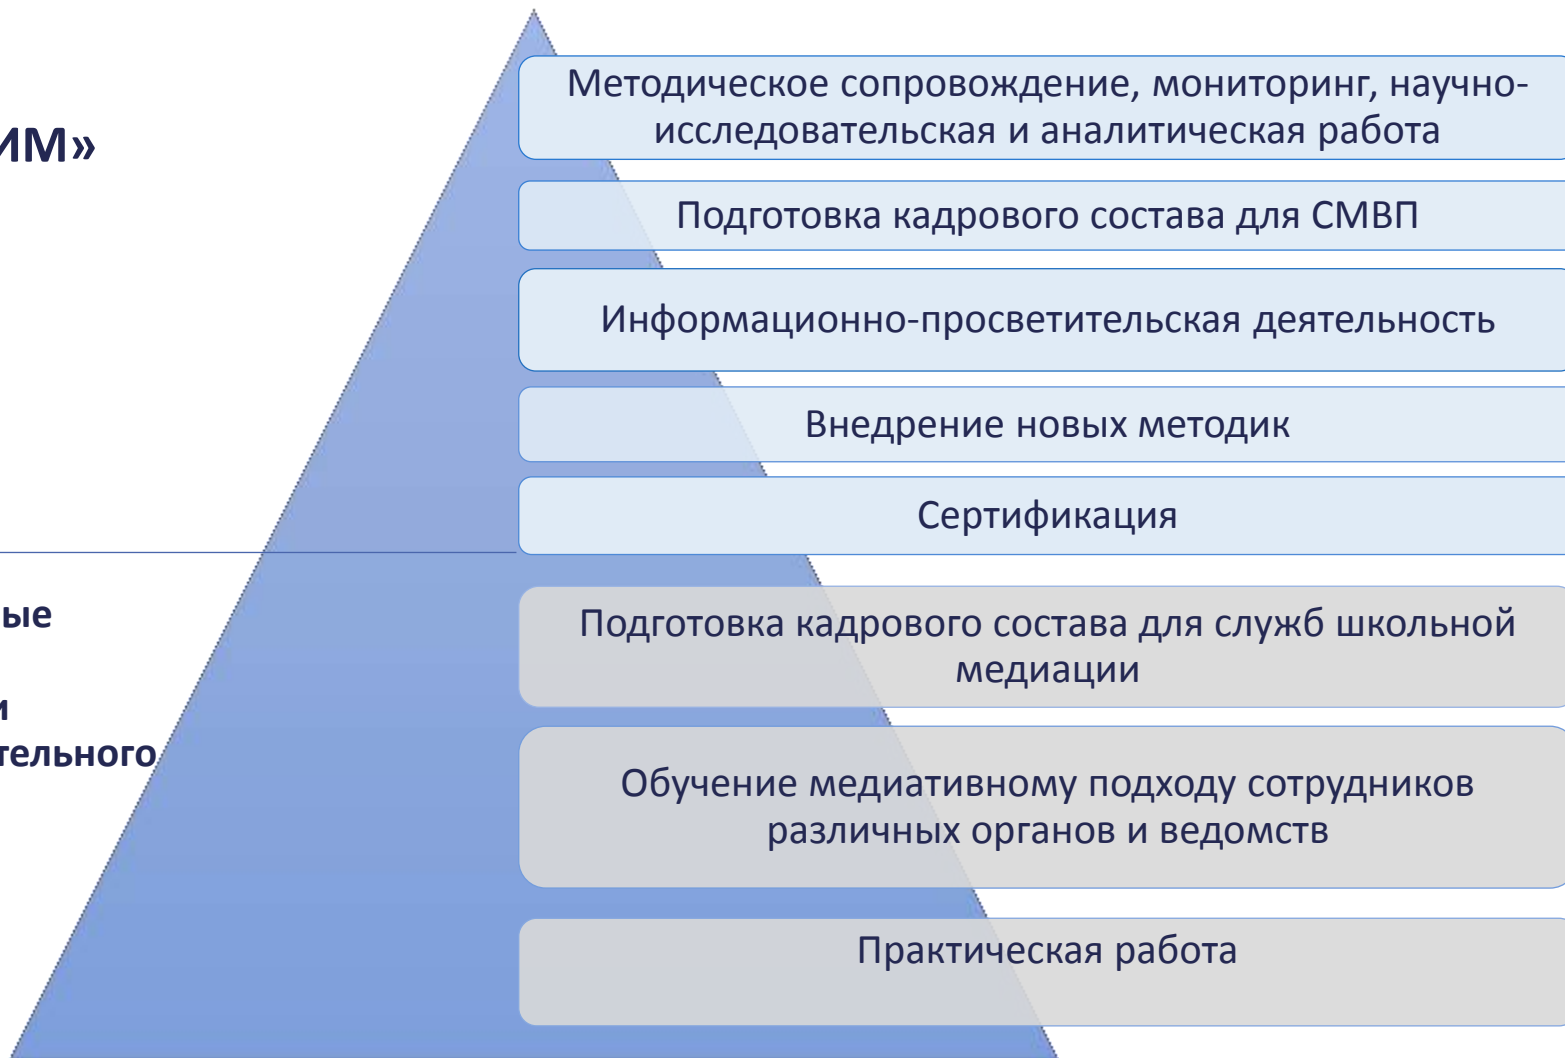 ИМ»
Методическое сопровождение, мониторинг, научно-
исследовательская и аналитическая работа
Подготовка кадрового состава для СМВП
Информационно-просветительская деятельность
Внедрение новых методик
Сертификация
ые
и
тельного
Подготовка кадрового состава для служб школьной
медиации
Обучение медиативному подходу сотрудников
различных органов и ведомств
Практическая работа